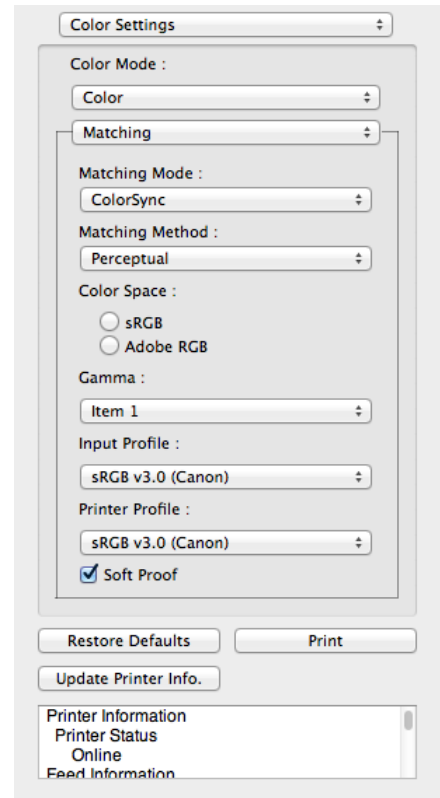 Color Settings
Color Mode :
Color
Matching
Matching Mode :
ColorSync
Matching Method :
Perceptual
Color Space :
sRGB
Adobe RGB
Gamma :
Item 1
Input Profile :
sRGB v3.0 (Canon)
Printer Profile :
sRGB v3.0 (Canon)
Soft Proof
Restore Defaults Print
Update Printer Info.
Printer Information
Printer Status
Online
Feed Information